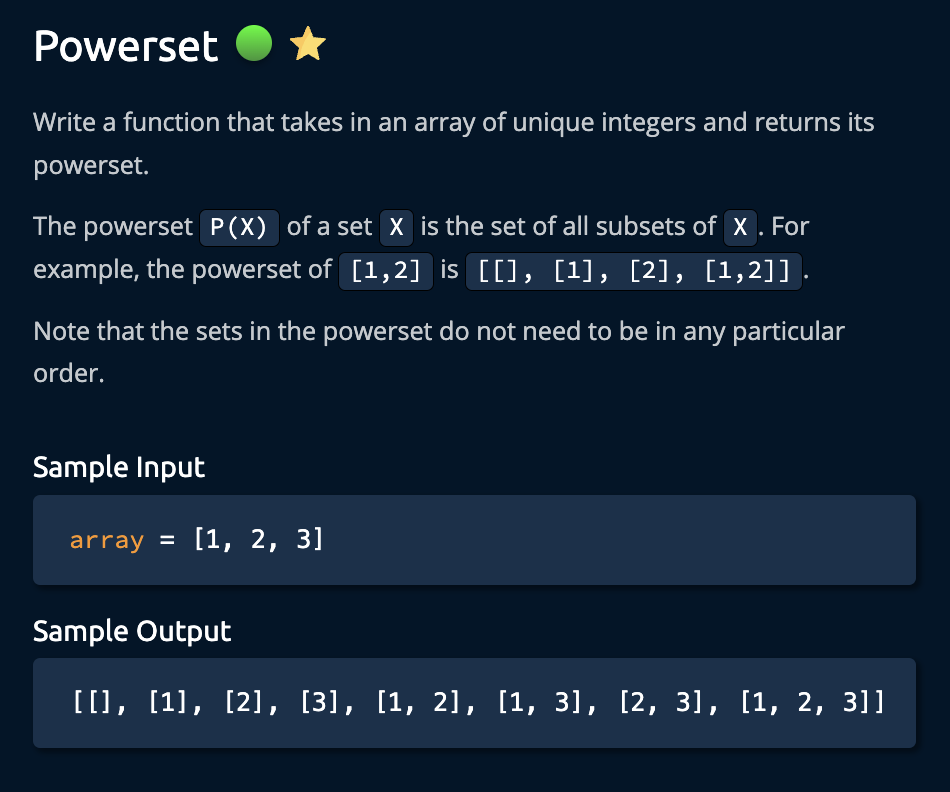 Powerset
Write a function that takes in an array of unique integers and returns its
powerset.
The powerset P(X) of a set X is the set of all subsets of X. For
example, the powerset of [1,2] is [[], [1], [2], [1,2]].
Note that the sets in the powerset do not need to be in any particular
order.
Sample Input
array = [1, 2, 3]
Sample Output
[[], [1], [2], [3], [1, 2], [1, 3], [2, 3], [1, 2, 3]]